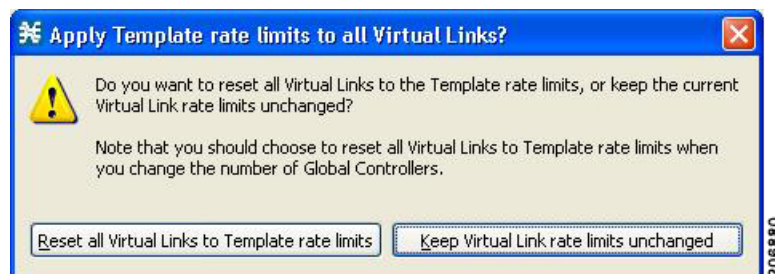 Apply Template rate limits to all Virtual Links?
Do you want to reset all Virtual Links to the Template rate limits, or keep the current
Virtual Link rate limits unchanged?
Note that you should choose to reset all Virtual Links to Template rate limits when
you change the number of Global Controllers.
Reset all Virtual Links to Template rate limits
Keep Virtual Link rate limits unchanged